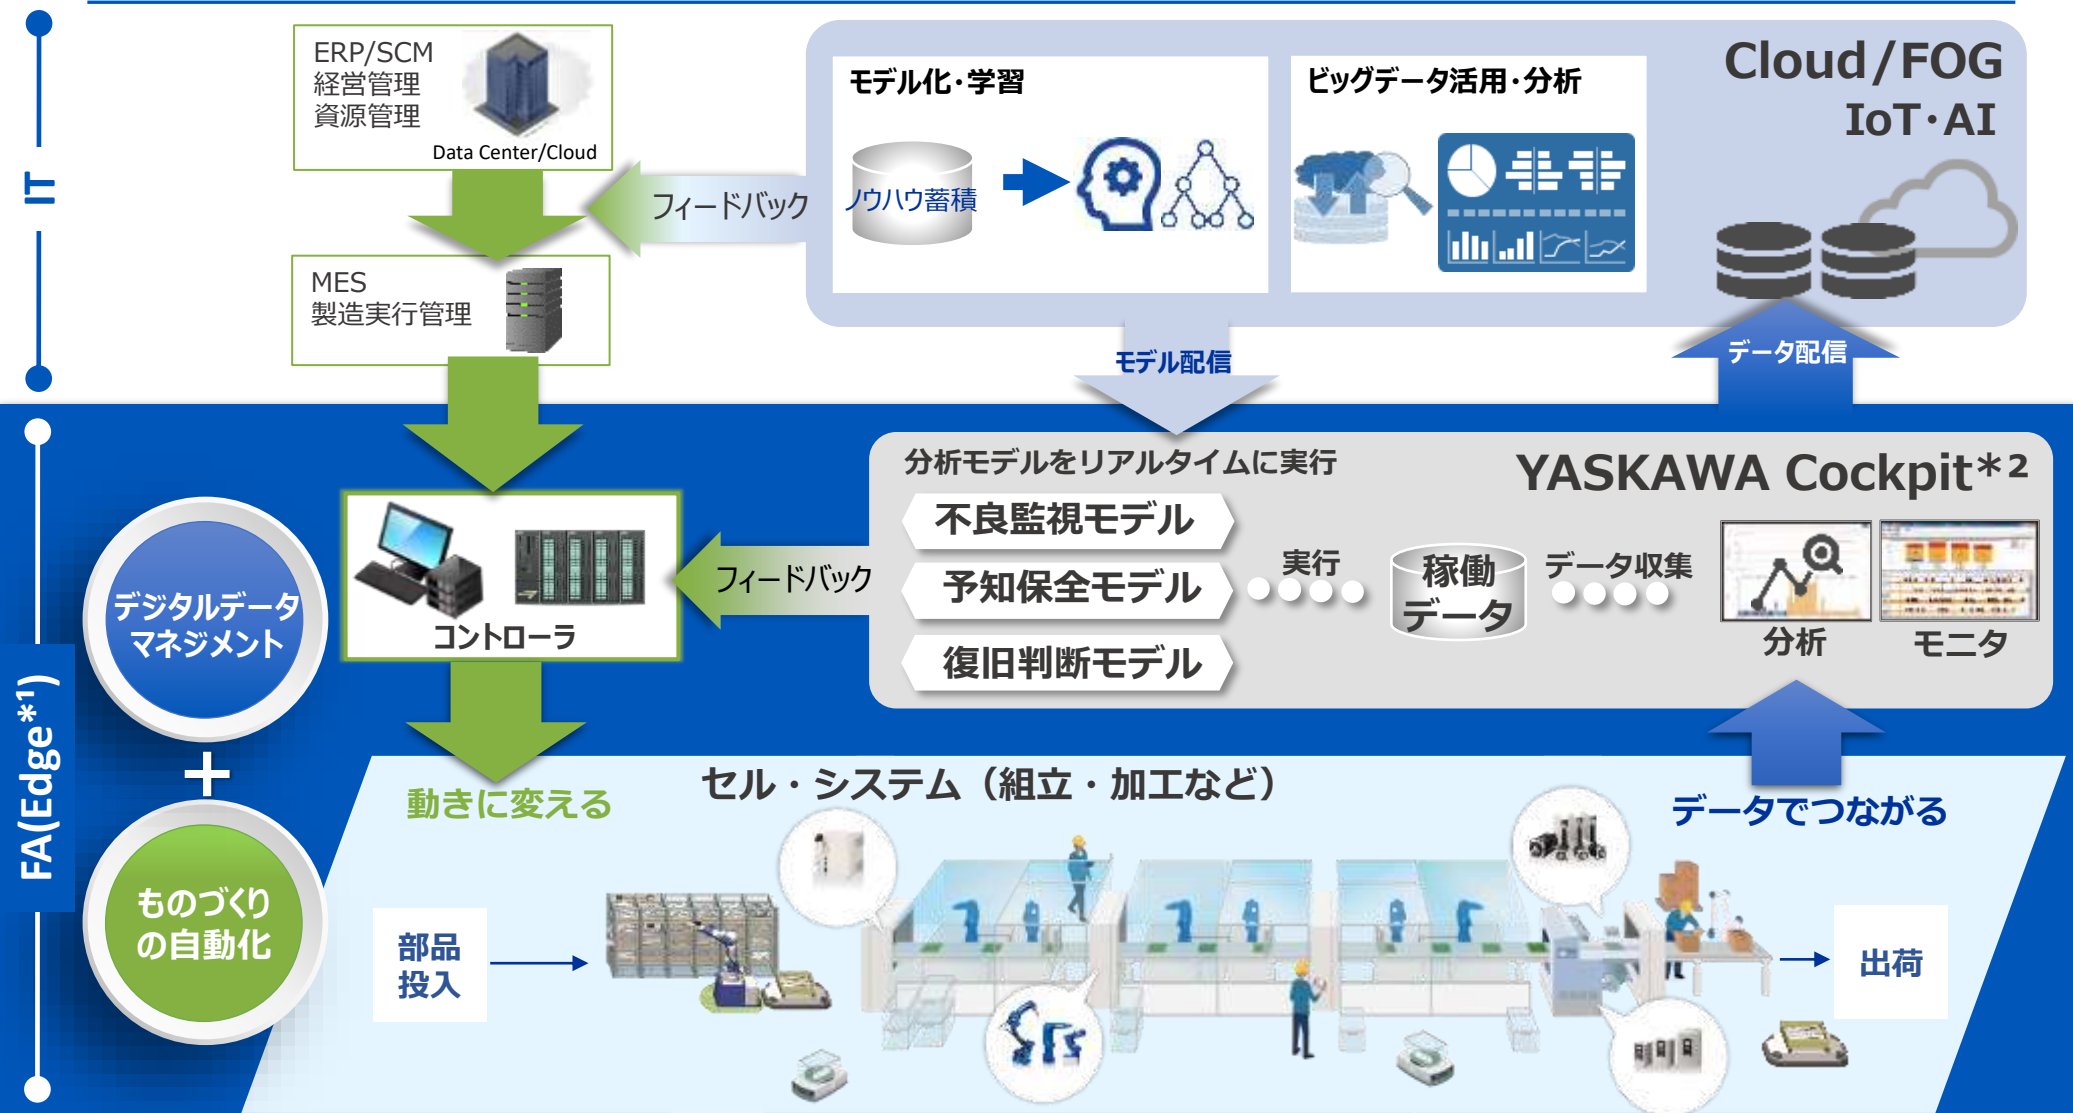 IT
ERP/SCM
経営管理
資源管理
Data Center/Cloud
フィードバック
モデル化･学習
ノウハウ蓄積
ビッグデータ活用･分析
Cloud/FOG
IoT･AI
MES
製造実行管理
モデル配信
データ配信
FA(Edge*¹)
デジタルデータ
マネジメント
+
ものづくり
の自動化
コントローラ
フィードバック
分析モデルをリアルタイムに実行
YASKAWA Cockpit*²
不良監視モデル
予知保全モデル
復旧判断モデル
実行
稼働
データ
データ収集
分析
モニタ
動きに変える
セル・システム（組立・加工など）
データでつながる
部品
投入
出荷